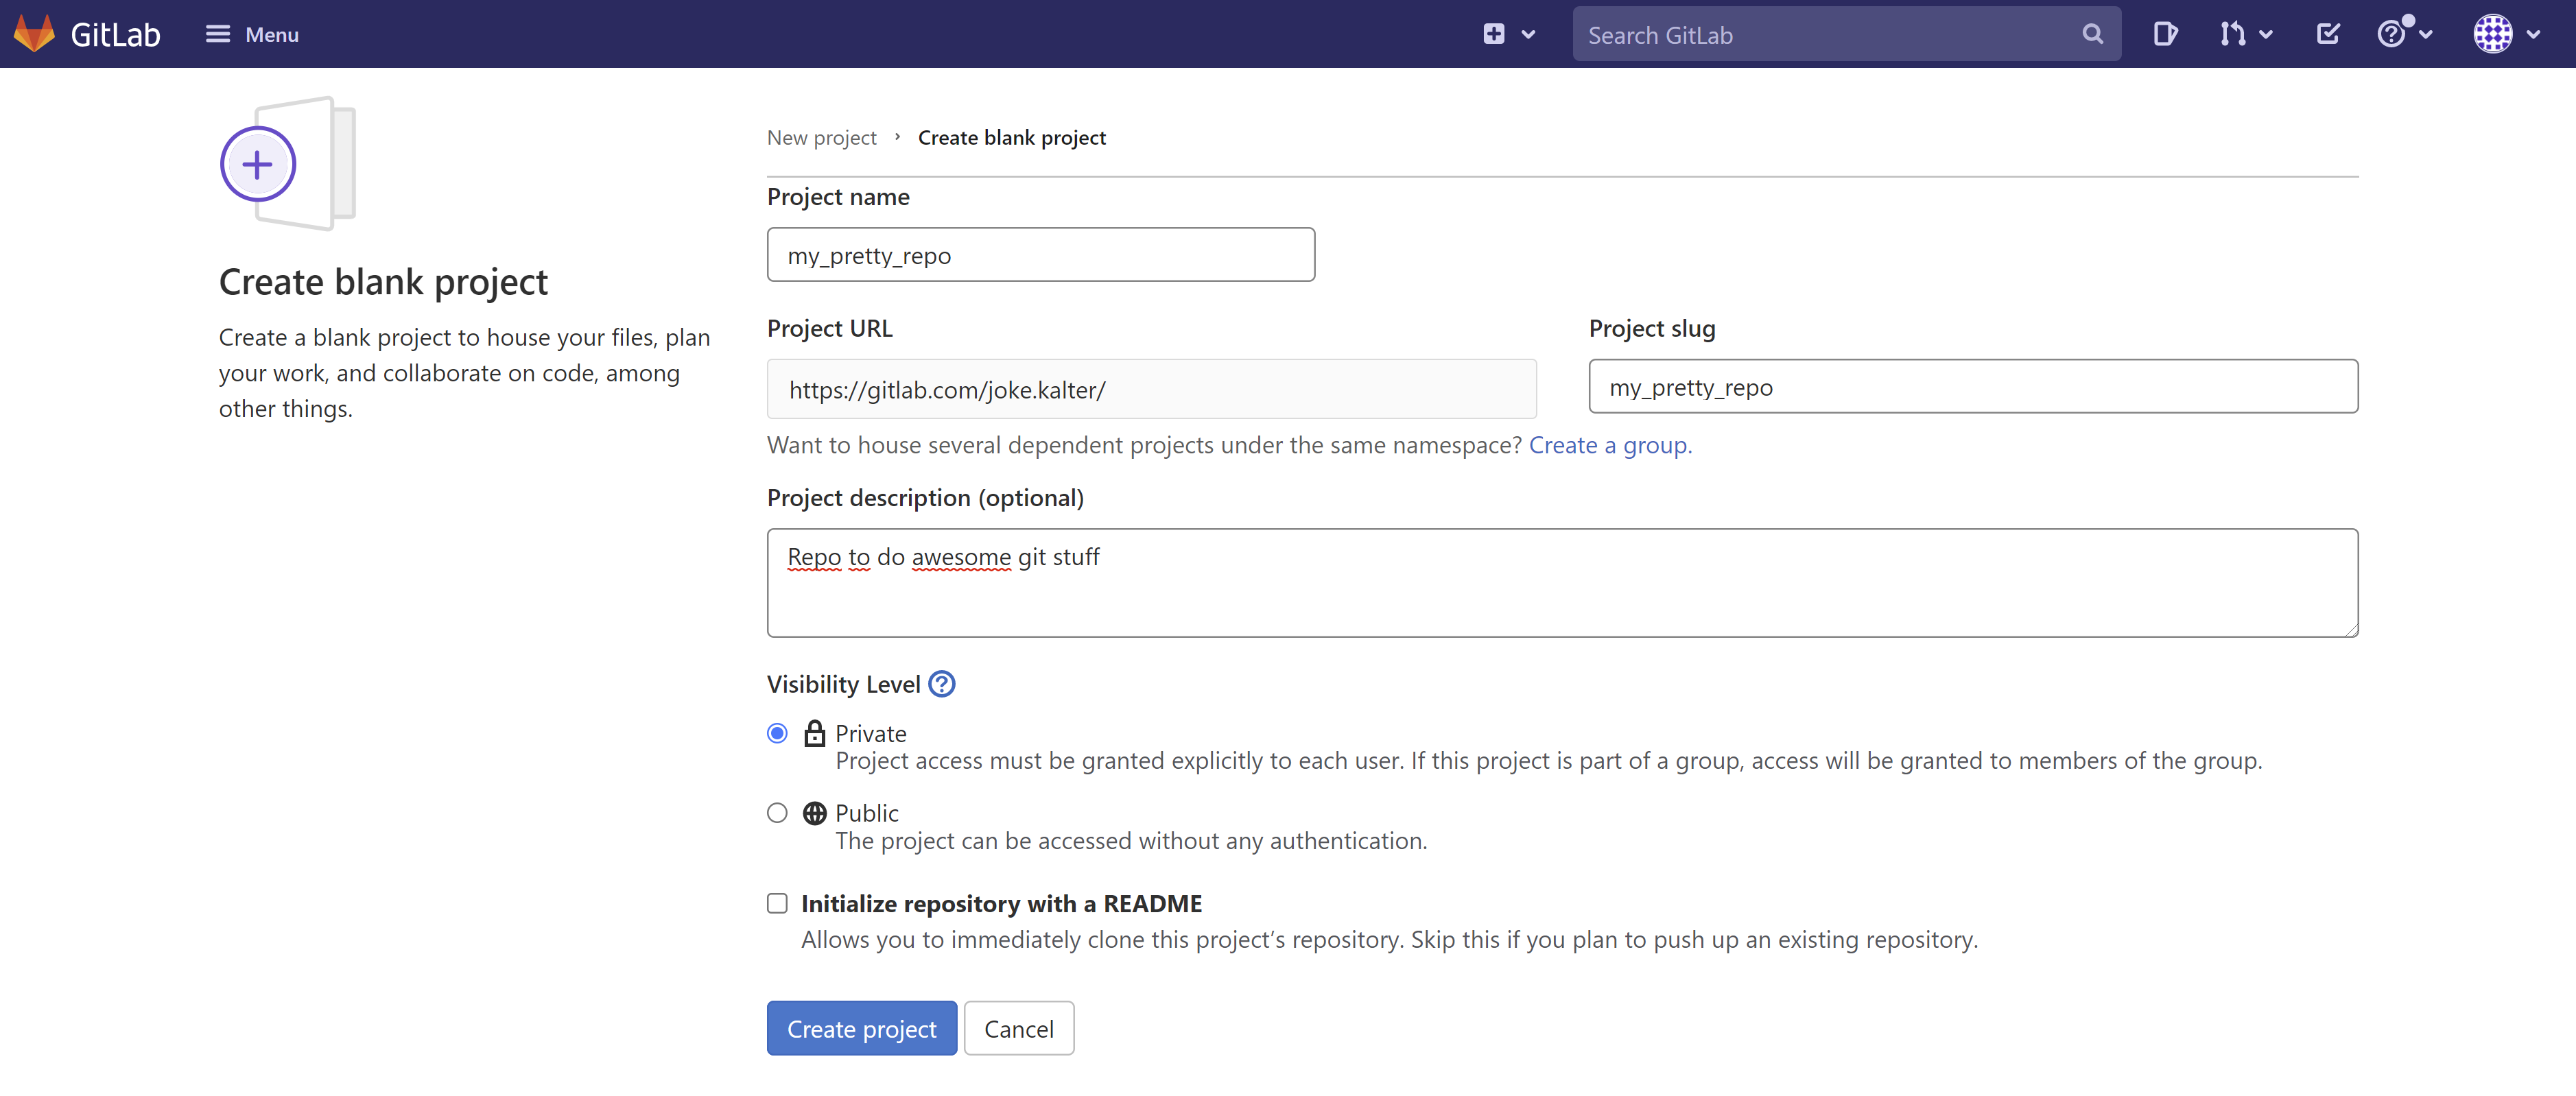 GitLab
Menu
Search GitLab
New project › Create blank project
Create blank project
Create a blank project to house your files, plan
your work, and collaborate on code, among
other things.
Project name
my_pretty_repo
Project URL
Project slug
https://gitlab.com/joke.kalter/
my_pretty_repo
Want to house several dependent projects under the same namespace? Create a group.
Project description (optional)
Repo to do awesome git stuff
Visibility Level
Private
Project access must be granted explicitly to each user. If this project is part of a group, access will be granted to members of the group.
Public
The project can be accessed without any authentication.
Initialize repository with a README
Allows you to immediately clone this project’s repository. Skip this if you plan to push up an existing repository.
Create project
Cancel